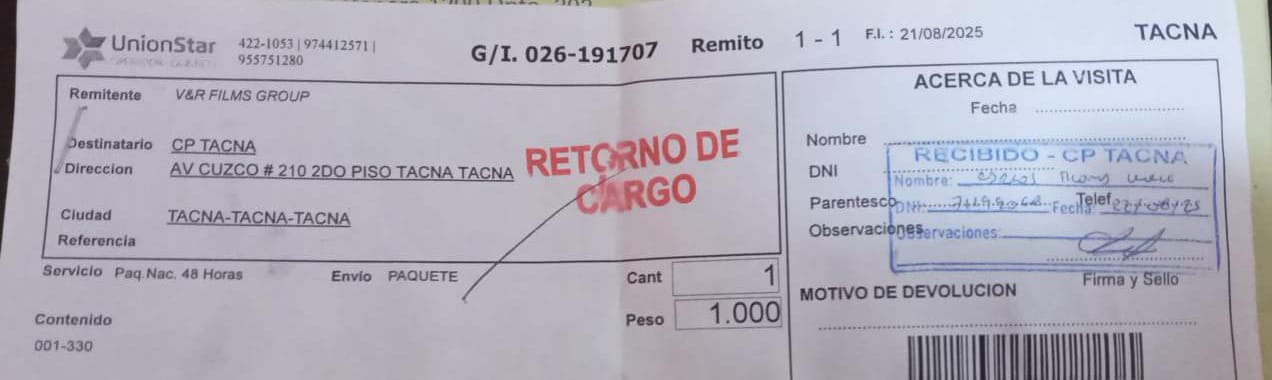 UnionStar
422-1053 | 974412571 |
955751280
G/I. 026-191707
Remito 1 - 1
F.I. : 21/08/2025
TACNA
Remitente V&R FILMS GROUP
Destinatario CP TACNA
Direccion AV CUZCO # 210 2DO PISO TACNA TACNA
Ciudad TACNA-TACNA-TACNA
Referencia
RETORNO DE
CARGO
Servicio Paq.Nac. 48 Horas
Envio PAQUETE
Cant 1
Peso 1.000
Contenido
001-330
ACERCA DE LA VISITA
Fecha
Nombre
DNI
Parentesco
Telef
Observaciones
RECIBIDO - CP TACNA
Nombre:
DNI:
Fecha:
Observaciones:
Firma y Sello
MOTIVO DE DEVOLUCION